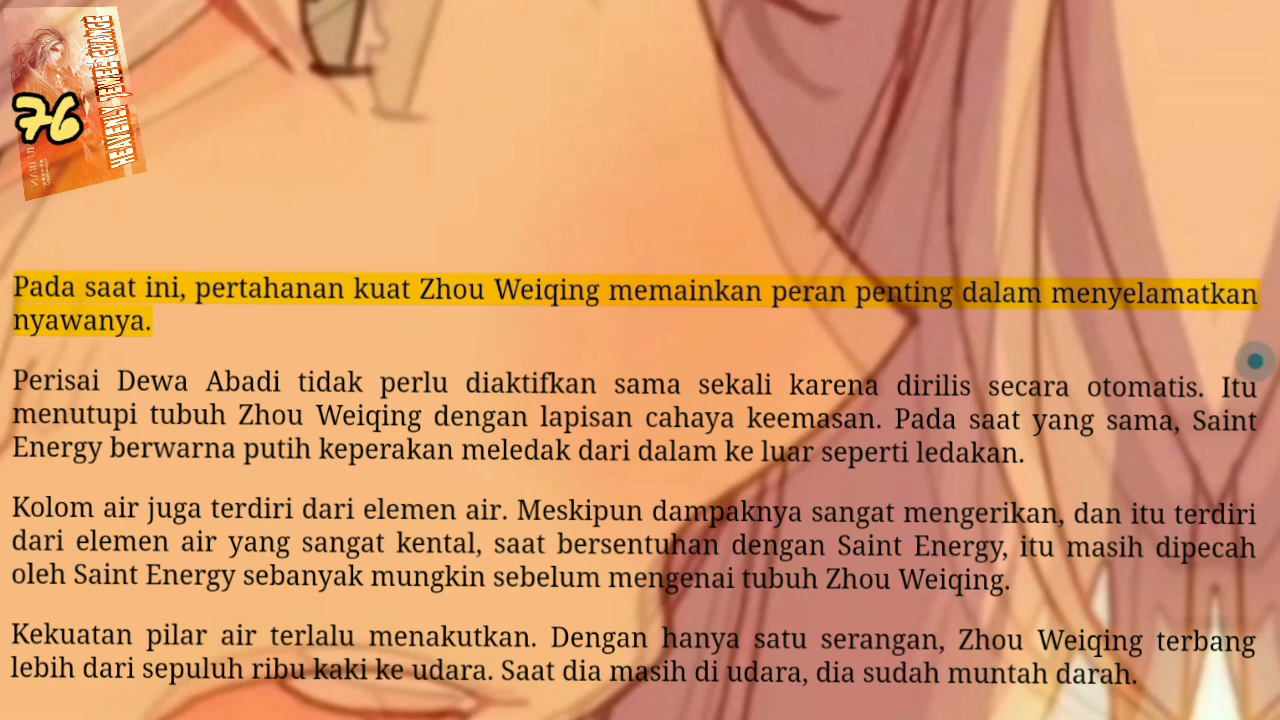 HEAVENLY JEWEL CHANGE
76
Pada saat ini, pertahanan kuat Zhou Weiqing memainkan peran penting dalam menyelamatkan
nyawanya.
Perisai Dewa Abadi tidak perlu diaktifkan sama sekali karena dirilis secara otomatis. Itu
menutupi tubuh Zhou Weiqing dengan lapisan cahaya keemasan. Pada saat yang sama, Saint
Energy berwarna putih keperakan meledak dari dalam ke luar seperti ledakan.
Kolom air juga terdiri dari elemen air. Meskipun dampaknya sangat mengerikan, dan itu terdiri
dari elemen air yang sangat kental, saat bersentuhan dengan Saint Energy, itu masih dipecah
oleh Saint Energy sebanyak mungkin sebelum mengenai tubuh Zhou Weiqing.
Kekuatan pilar air terlalu menakutkan. Dengan hanya satu serangan, Zhou Weiqing terbang
lebih dari sepuluh ribu kaki ke udara. Saat dia masih di udara, dia sudah muntah darah.